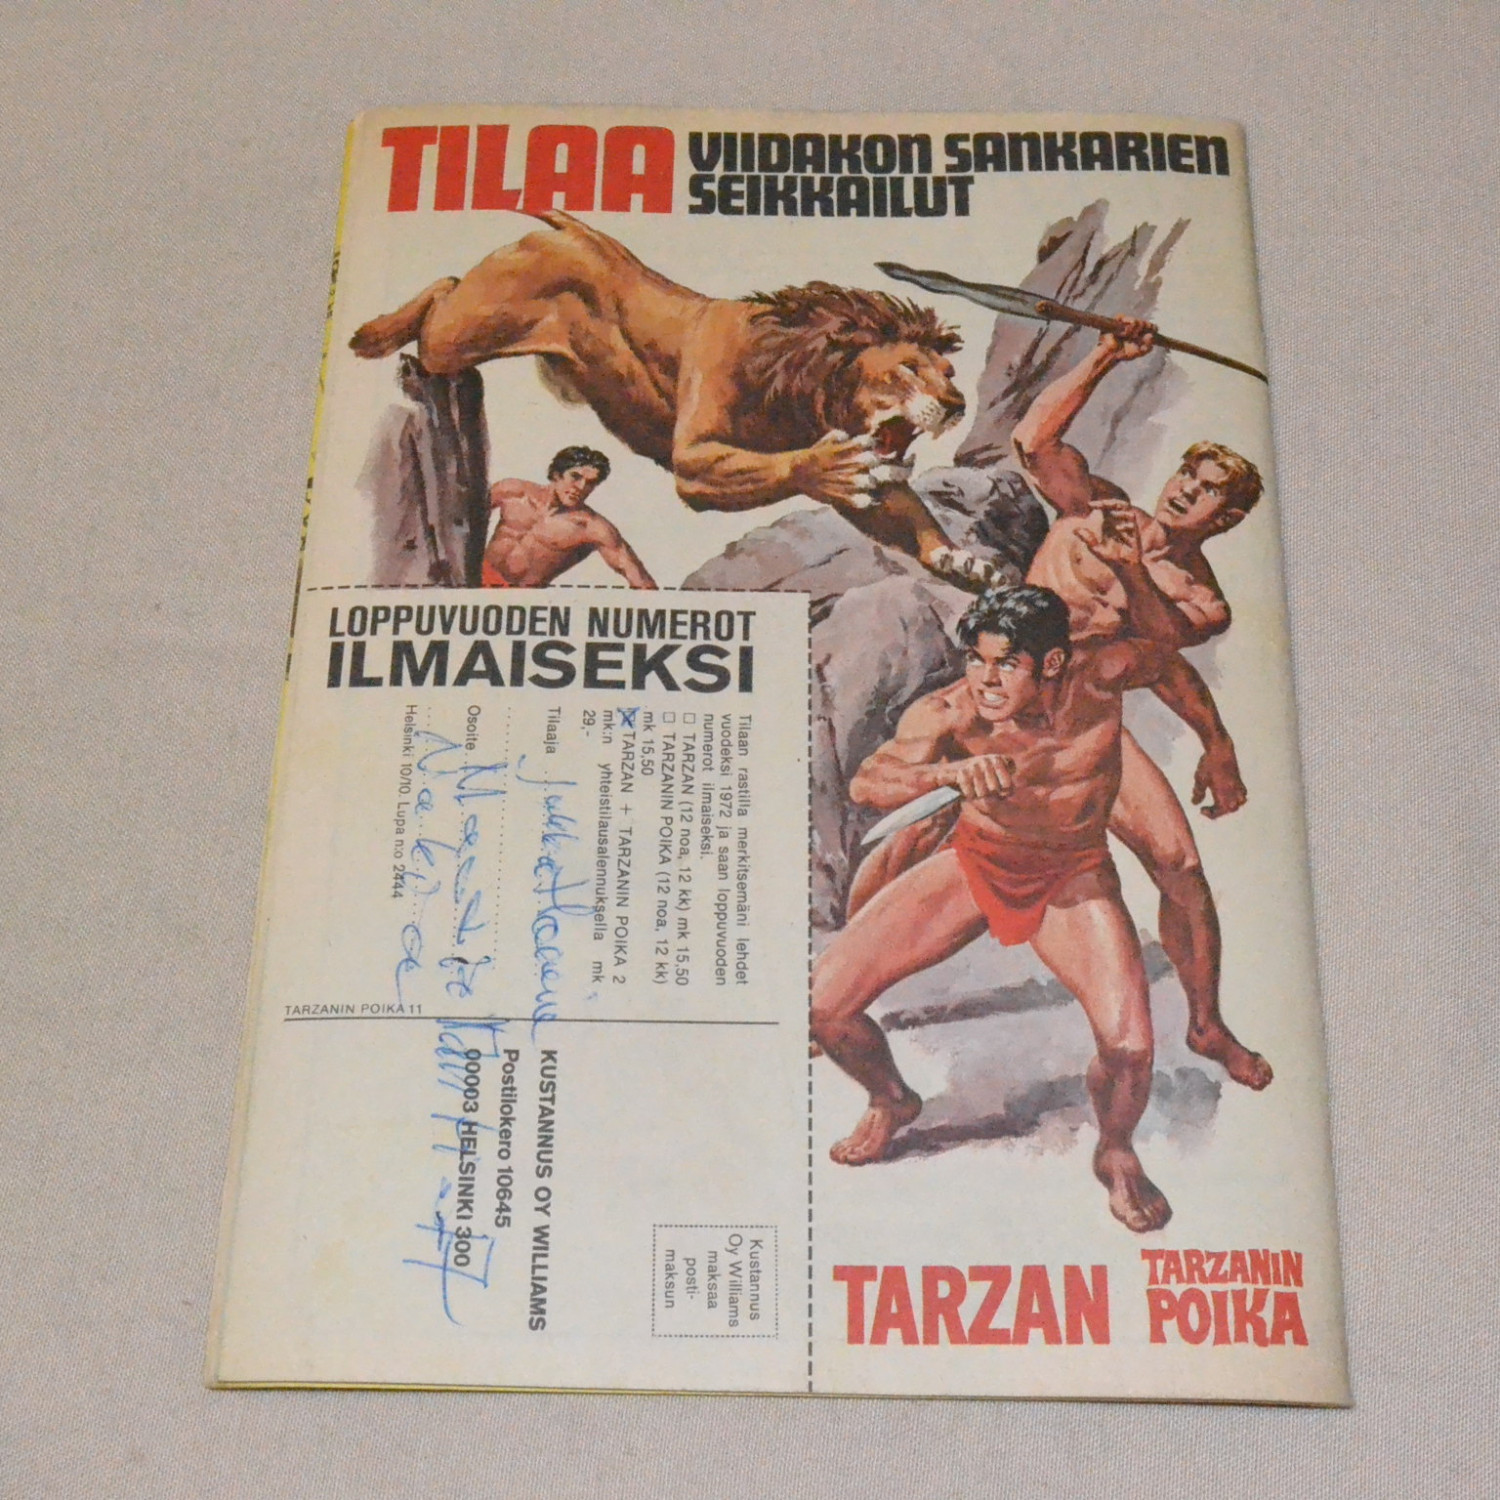 TILAA VIIDAKON SANKARIEN
SEIKKAILUT
LOPPUVUODEN NUMEROT
ILMAISEKSI
Tilaan rastilla merkitsemäni lehdet
vuodeksi 1972 ja saan loppuvuoden
numerot ilmaiseksi.
☐ TARZAN (12 noa, 12 kk) mk 15,50
☐ TARZANIN POIKA (12 noa, 12 kk)
mk 15,50
☒ TARZAN + TARZANIN POIKA 2
mk:n yhteistilausalennuksella mk
29,-
Tilaaja
Osoite
Helsinki 10/10. Lupa n:o 2444
TARZANIN POIKA 11
Kustannus
Oy Williams
maksaa
posti-
maksun
KUSTANNUS OY WILLIAMS
Postilokero 10645
00003 HELSINKI 300
TARZAN
TARZANIN
POIKA